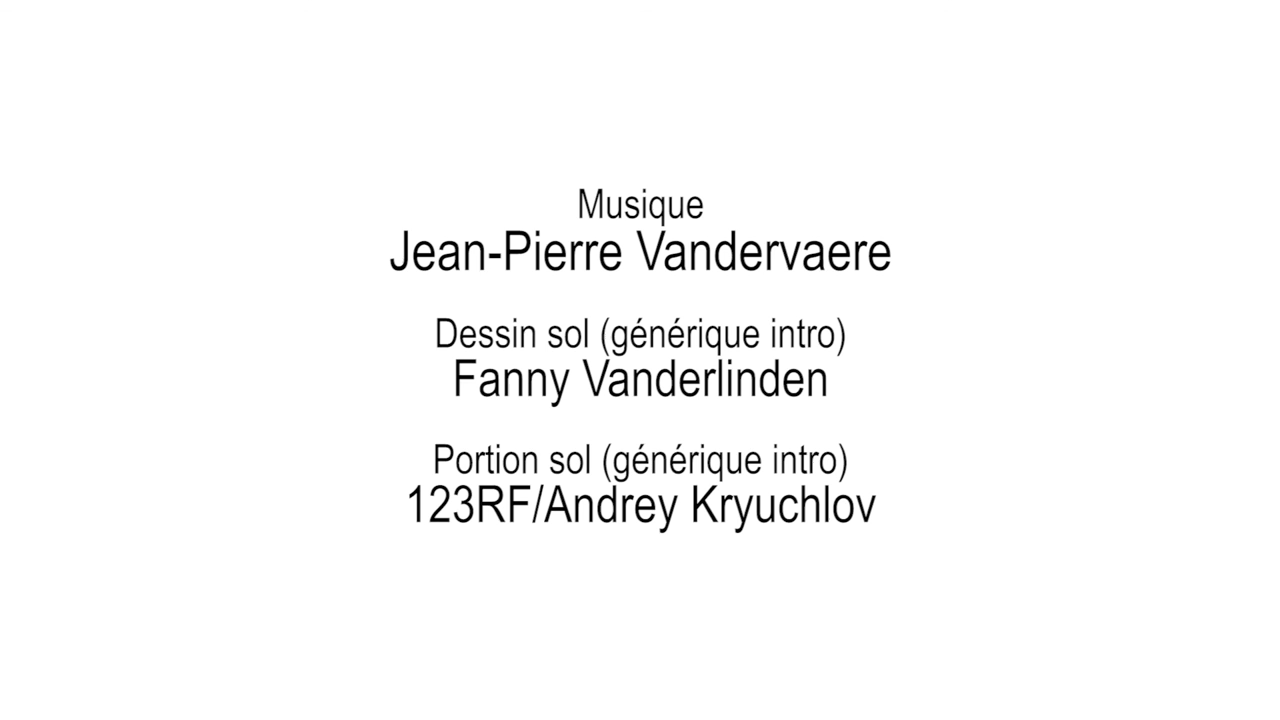 Musique
Jean-Pierre Vandervaere
Dessin sol (générique intro)
Fanny Vanderlinden
Portion sol (générique intro)
123RF/Andrey Kryuchlov